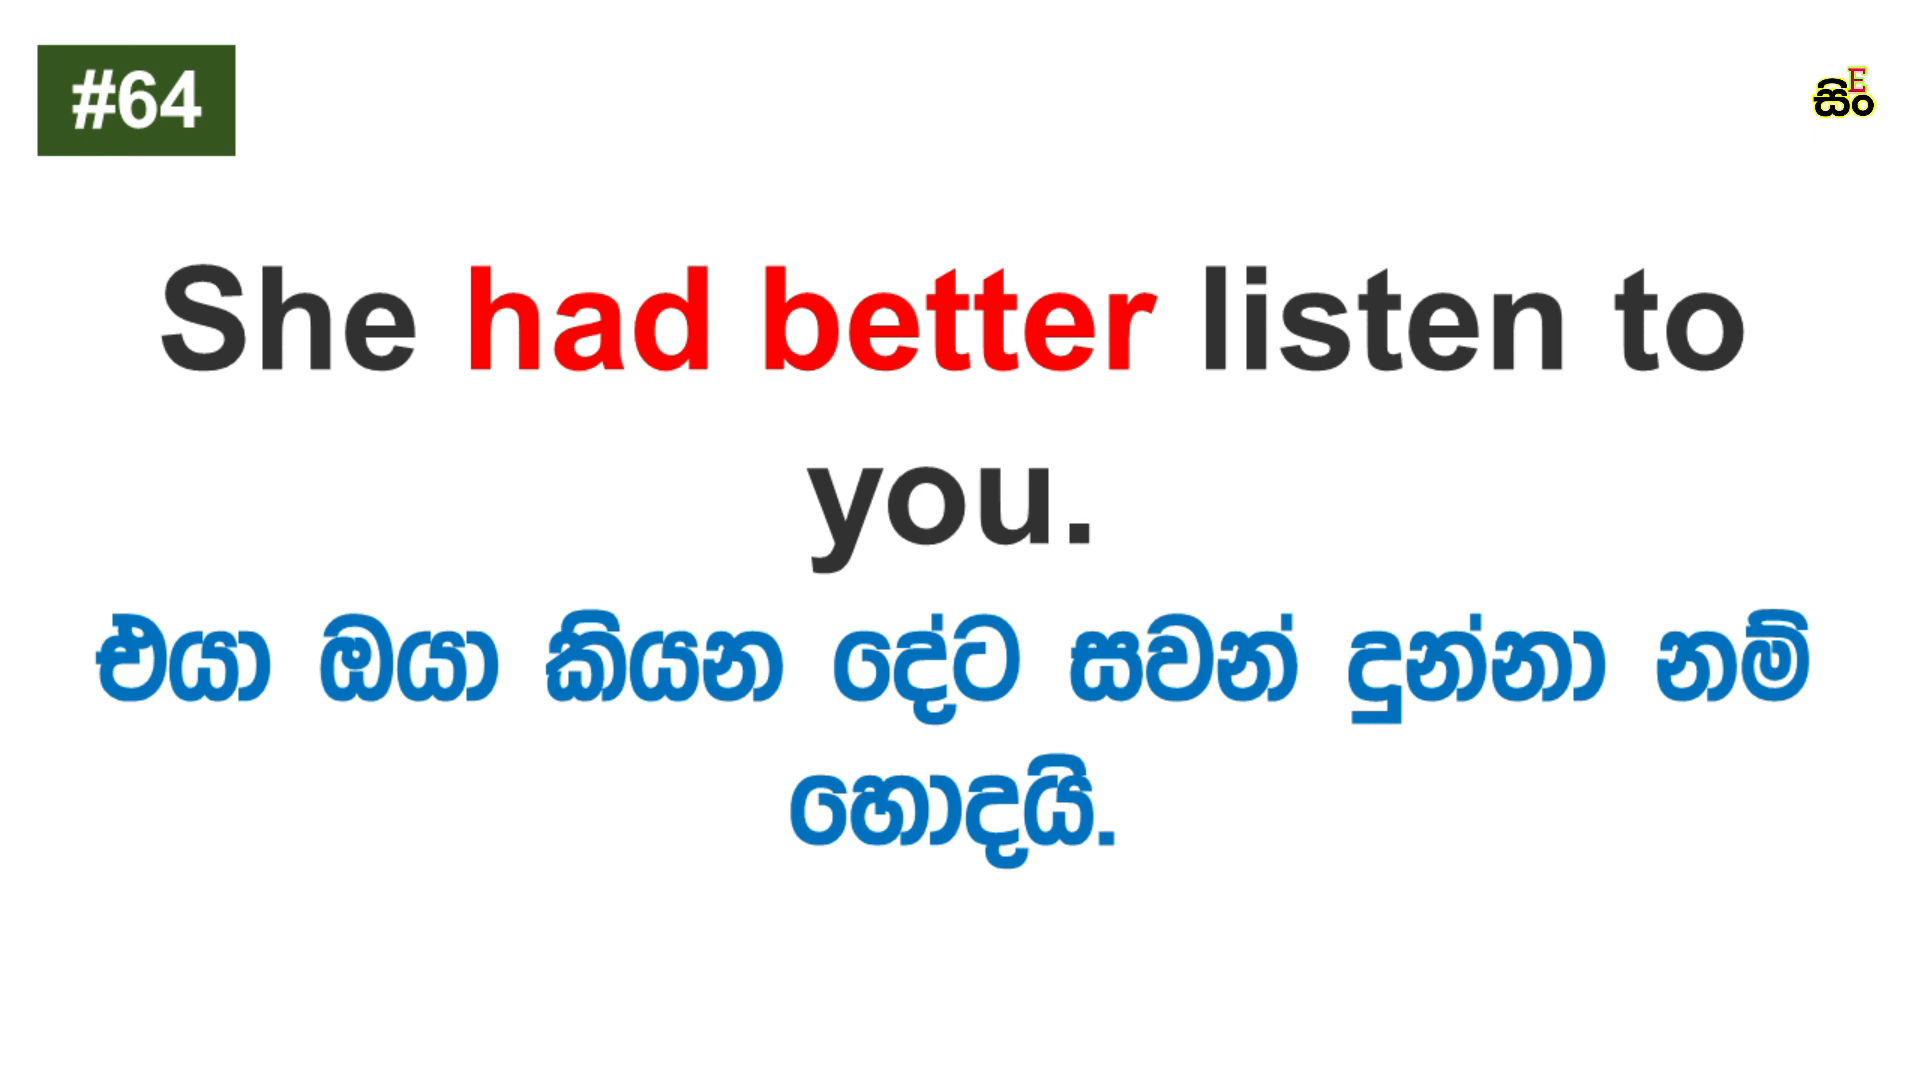 #64
සිං
E
She had better listen to
you.
එයා ඔයා කියන දේට සවන් දුන්නා නම්
හොදයි.